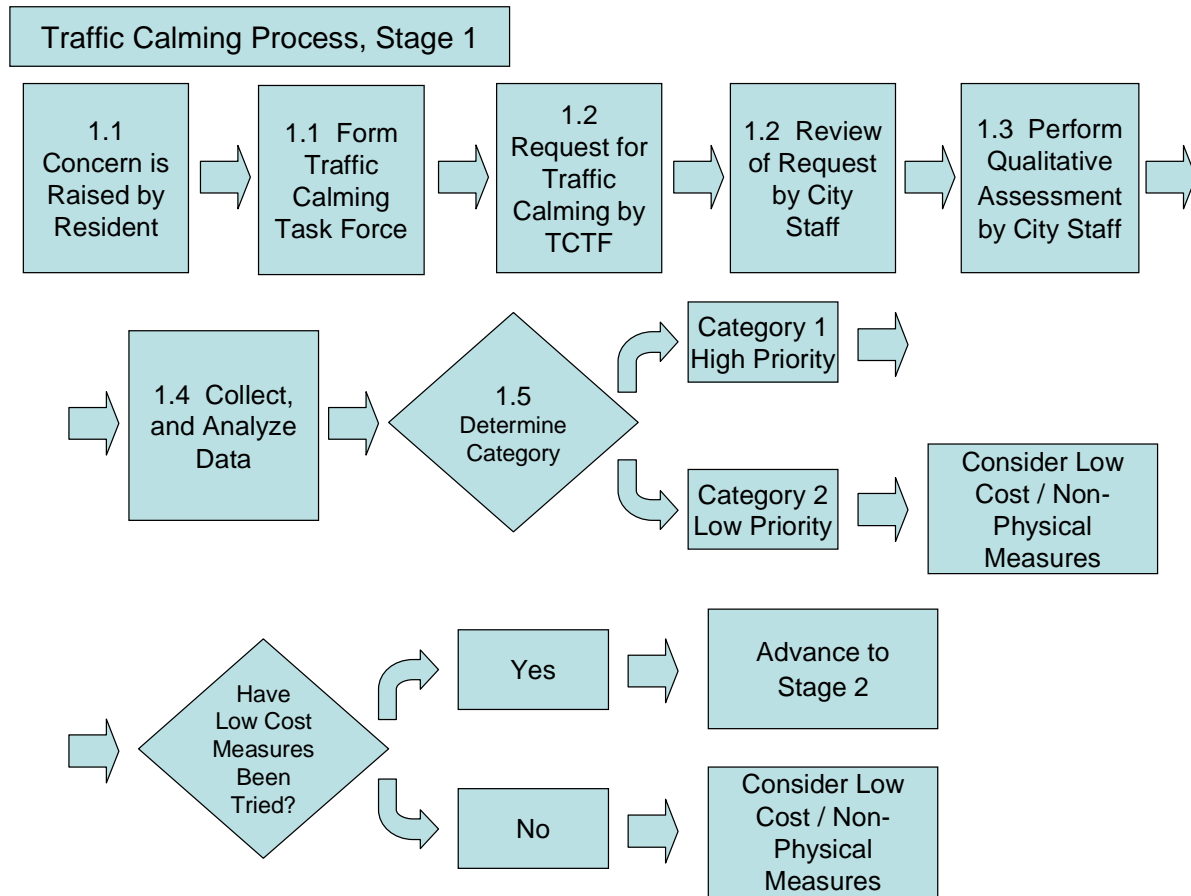 Traffic Calming Process, Stage 1
1.1
Concern is
Raised by
Resident
1.1 Form
Traffic
Calming
Task Force
1.2
Request for
Traffic
Calming by
TCTF
1.2 Review
of Request
by City
Staff
1.3 Perform
Qualitative
Assessment
by City Staff
1.4 Collect,
and Analyze
Data
1.5
Determine
Category
Category 1
High Priority
Category 2
Low Priority
Consider Low
Cost / Non-
Physical
Measures
Have
Low Cost
Measures
Been
Tried?
Yes
Advance to
Stage 2
No
Consider Low
Cost / Non-
Physical
Measures